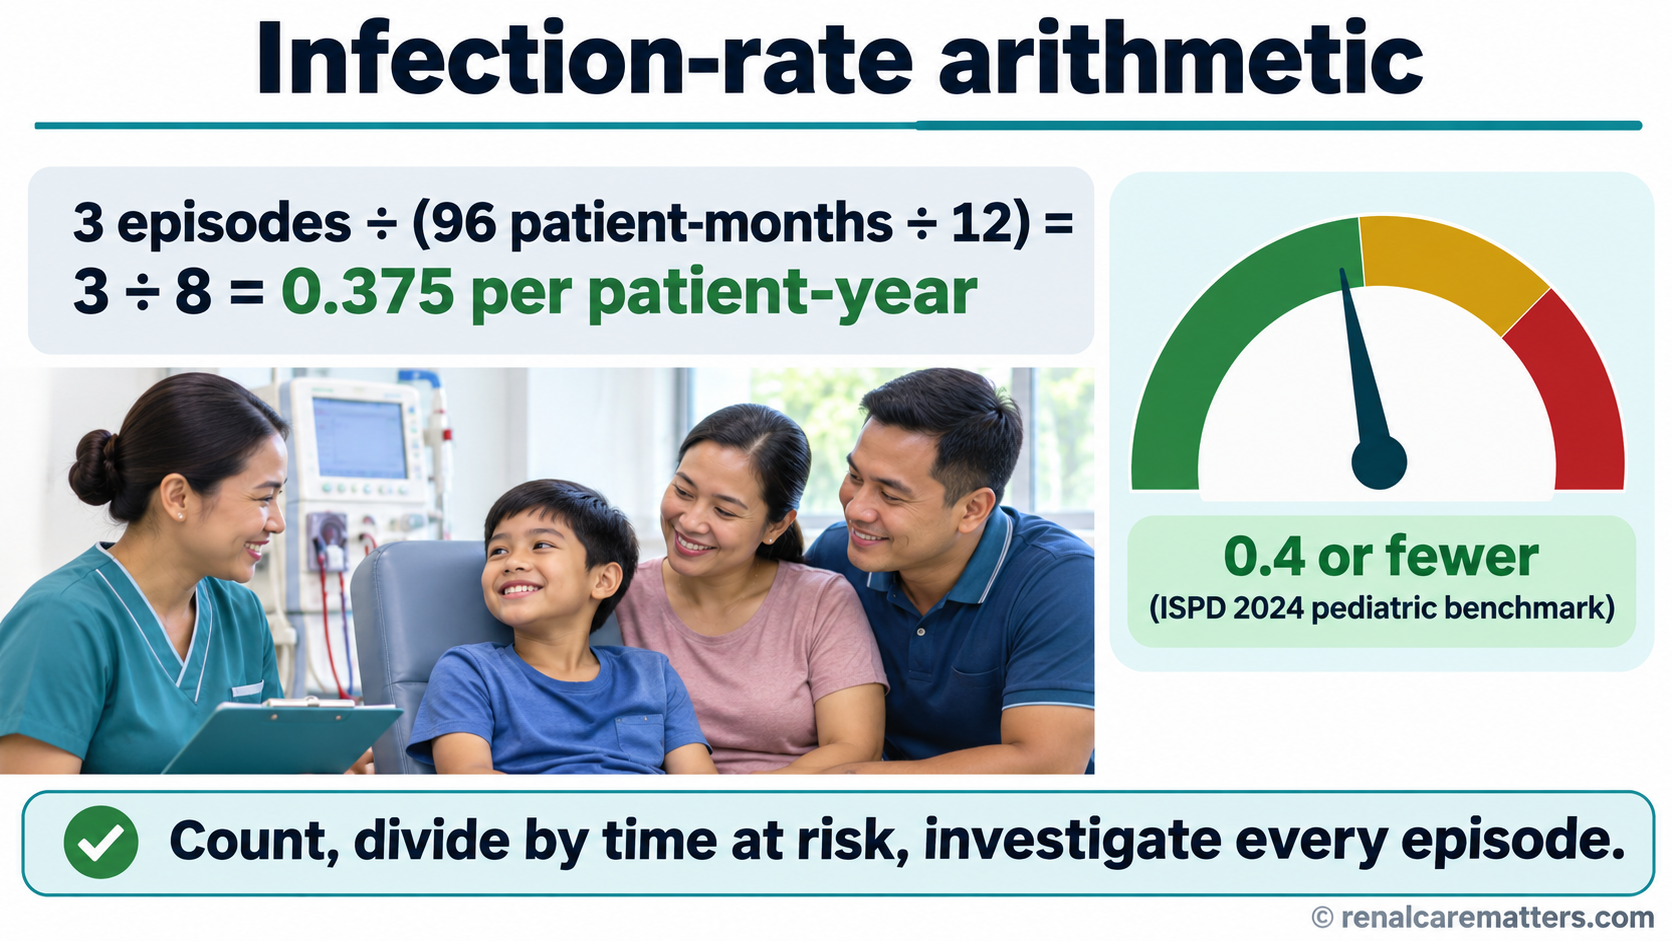 Infection-rate arithmetic
3 episodes ÷ (96 patient-months ÷ 12) =
3 ÷ 8 = 0.375 per patient-year
0.4 or fewer
(ISPD 2024 pediatric benchmark)
Count, divide by time at risk, investigate every episode.
© renalcarematters.com